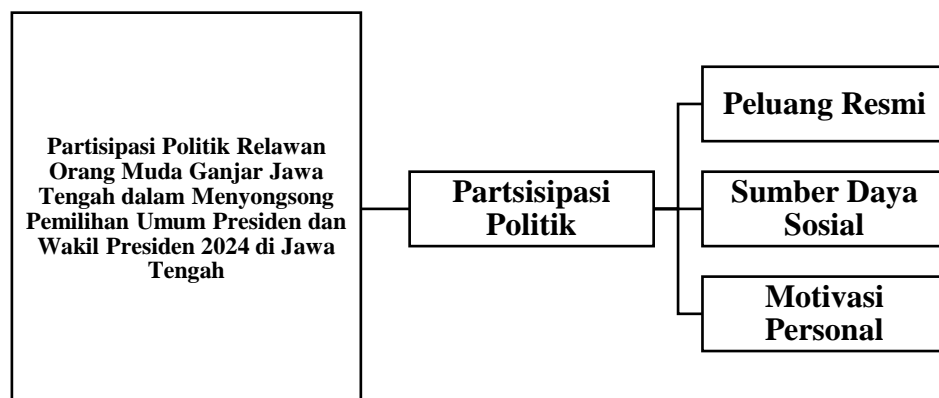 Partisipasi Politik Relawan
Orang Muda Ganjar Jawa
Tengah dalam Menyongsong
Pemilihan Umum Presiden dan
Wakil Presiden 2024 di Jawa
Tengah
Partsisipasi
Politik
Peluang Resmi
Sumber Daya
Sosial
Motivasi
Personal